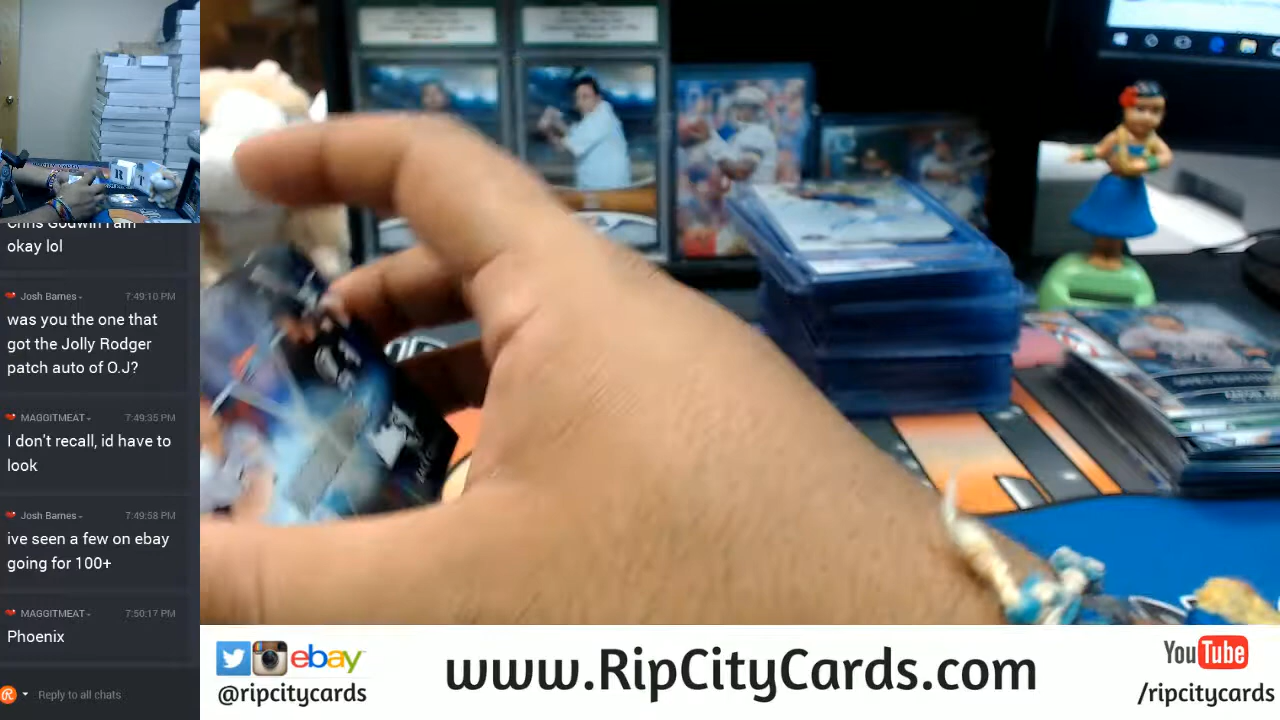 Chris Godwin I am
okay lol
Josh Barnes 7:49:10 PM
was you the one that
got the Jolly Rodger
patch auto of O.J?
MAGGITMEAT 7:49:35 PM
I don't recall, id have to
look
Josh Barnes 7:49:58 PM
ive seen a few on ebay
going for 100+
MAGGITMEAT 7:50:17 PM
Phoenix
Reply to all chats
ebay
@ripcitycards
www.RipCityCards.com
YouTube
/ripcitycards